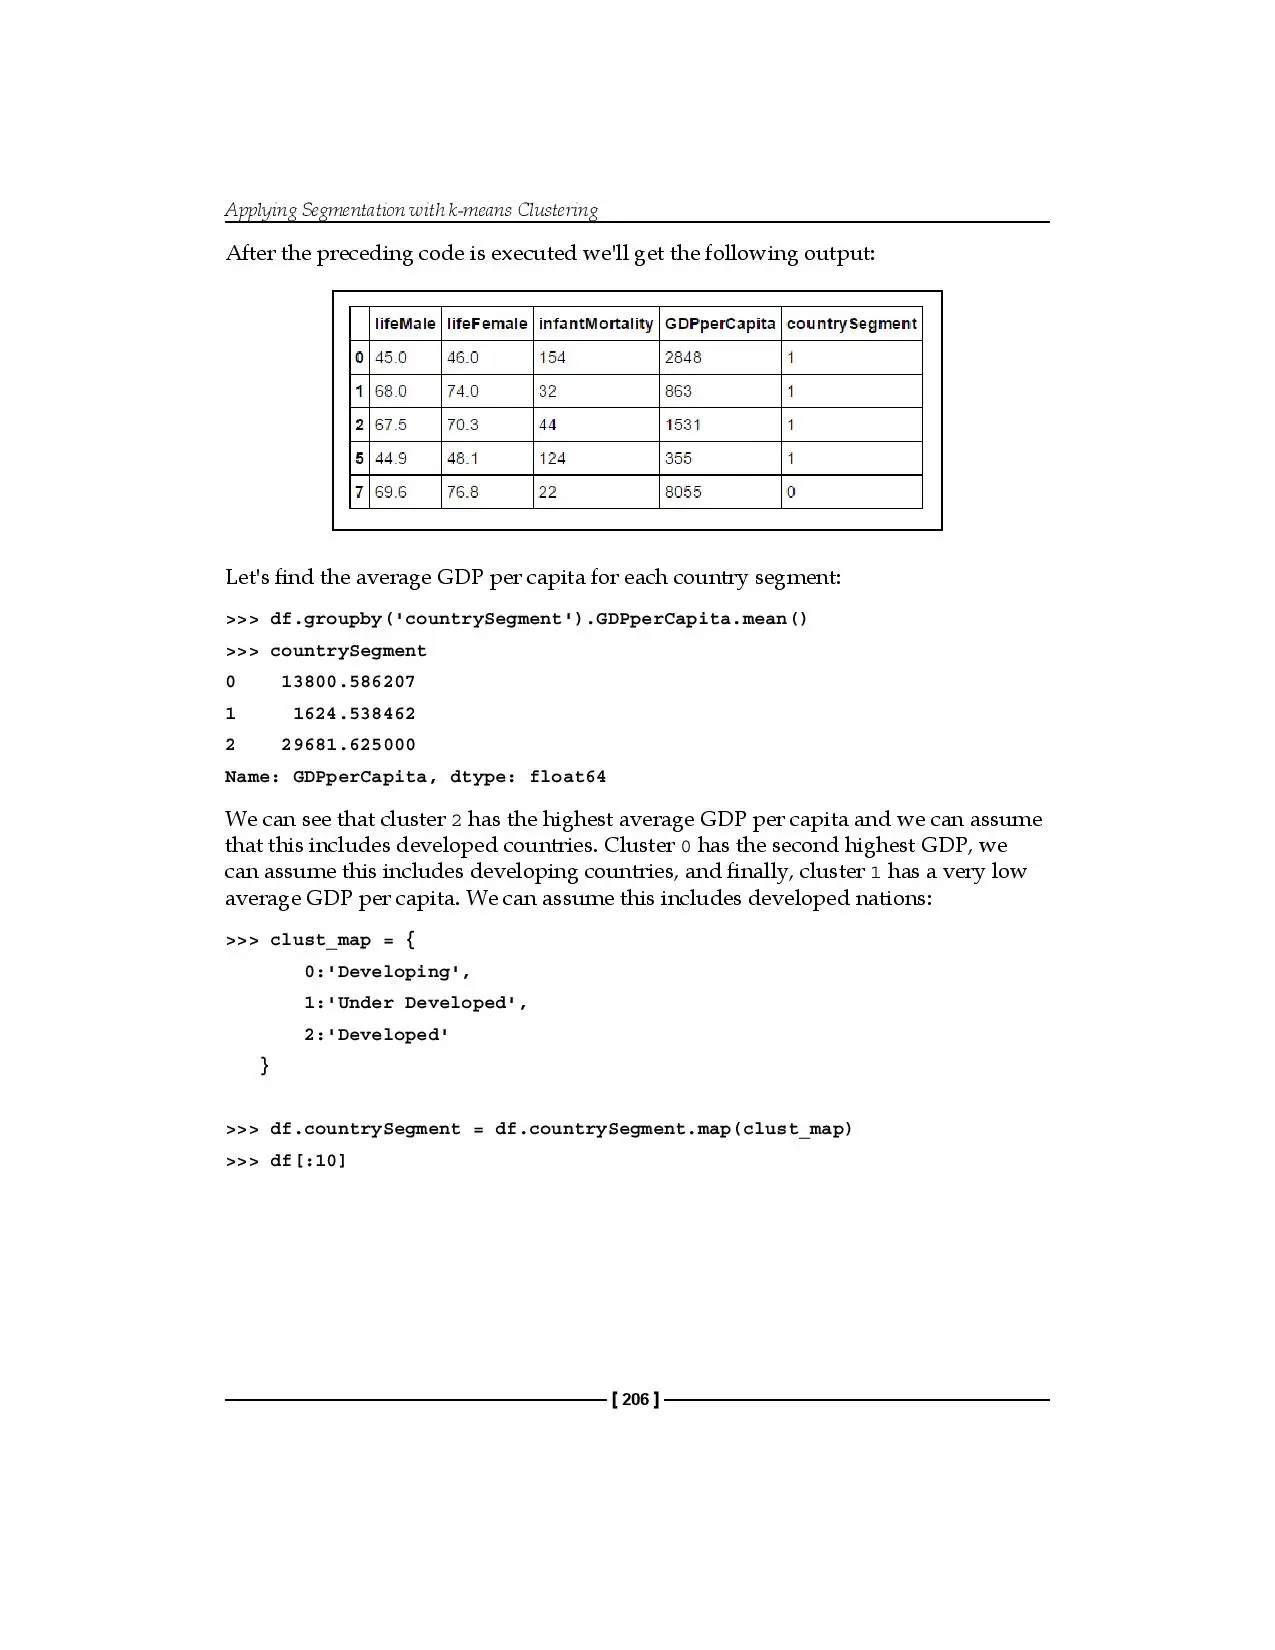 Applying Segmentation with k-means Clustering
After the preceding code is executed we'll get the following output:
lifeMale lifeFemale infantMortality GDPperCapita countrySegment
0 45.0 46.0 154 2848 1
1 68.0 74.0 32 863 1
2 67.5 70.3 44 1531 1
5 44.9 48.1 124 355 1
7 69.6 76.8 22 8055 0
Let's find the average GDP per capita for each country segment:
>>> df.groupby('countrySegment').GDPperCapita.mean()
>>> countrySegment
0    13800.586207
1     1624.538462
2    29681.625000
Name: GDPperCapita, dtype: float64
We can see that cluster 2 has the highest average GDP per capita and we can assume
that this includes developed countries. Cluster 0 has the second highest GDP, we
can assume this includes developing countries, and finally, cluster 1 has a very low
average GDP per capita. We can assume this includes developed nations:
>>> clust_map = {
       0:'Developing',
       1:'Under Developed',
       2:'Developed'
   }
>>> df.countrySegment = df.countrySegment.map(clust_map)
>>> df[:10]
[ 206 ]